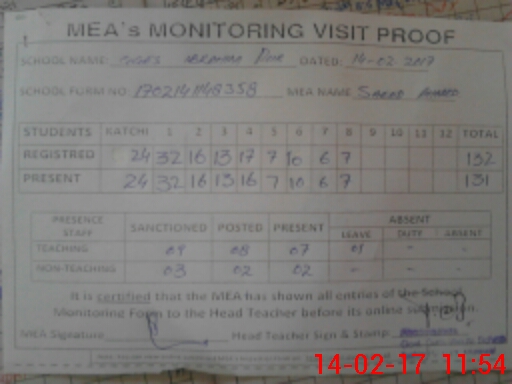 MEA's MONITORING VISIT PROOF
SCHOOL NAME: DATED: 14-02-2017
SCHOOL FORM NO: MEA NAME
STUDENTS KATCHI 1 2 3 4 5 6 7 8 9 10 11 12 TOTAL
REGISTRED 24 32 16 13 17 7 10 6 7 132
PRESENT 24 32 16 13 16 7 10 6 7 131
PRESENCE STAFF SANCTIONED POSTED PRESENT ABSENT
LEAVE DUTY ABSENT
TEACHING 09 08 07 01 - -
NON-TEACHING 03 02 02 - - -
It is certified that the MEA has shown all entries of the School
Monitoring Form to the Head Teacher before its online submission.
MEA Signature Head Teacher Sign & Stamp
14-02-17 11:54